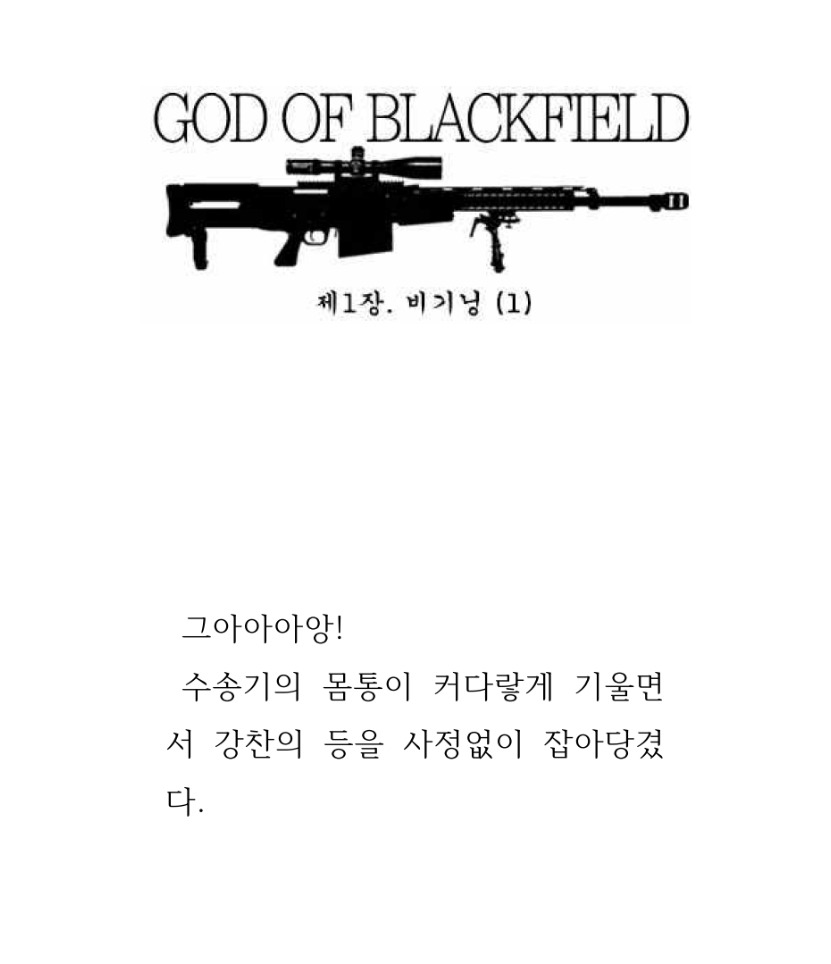 GOD OF BLACKFIELD
제1장. 비기닝 (1)
그아아아앙!
수송기의 몸통이 커다랗게 기울면
서 강찬의 등을 사정없이 잡아당겼
다.